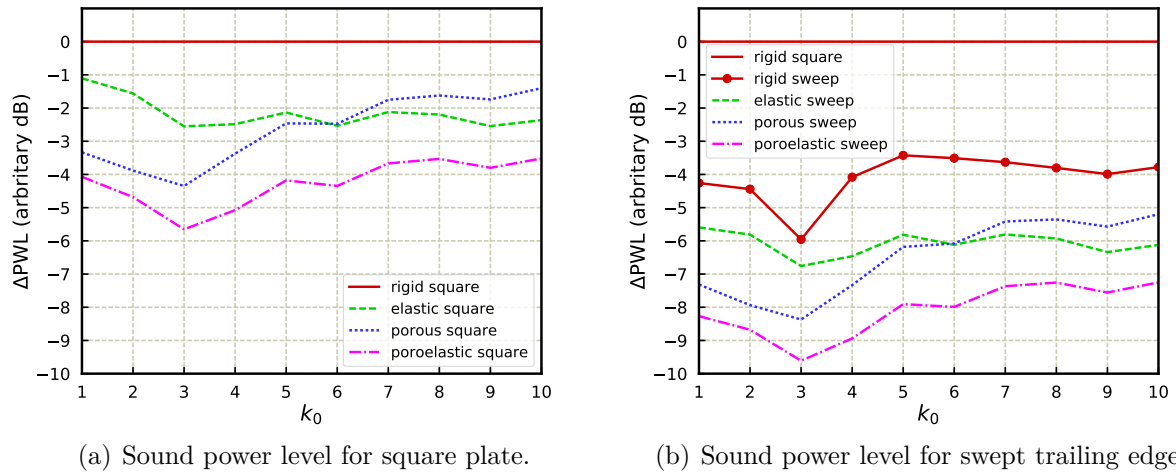 0
−1
−2
−3
−4
−5
−6
−7
−8
−9
−10
ΔPWL (arbritary dB)
rigid square
elastic square
porous square
poroelastic square
1 2 3 4 5 6 7 8 9 10
k₀
(a) Sound power level for square plate.
0
−1
−2
−3
−4
−5
−6
−7
−8
−9
−10
ΔPWL (arbritary dB)
rigid square
rigid sweep
elastic sweep
porous sweep
poroelastic sweep
1 2 3 4 5 6 7 8 9 10
k₀
(b) Sound power level for swept trailing edge